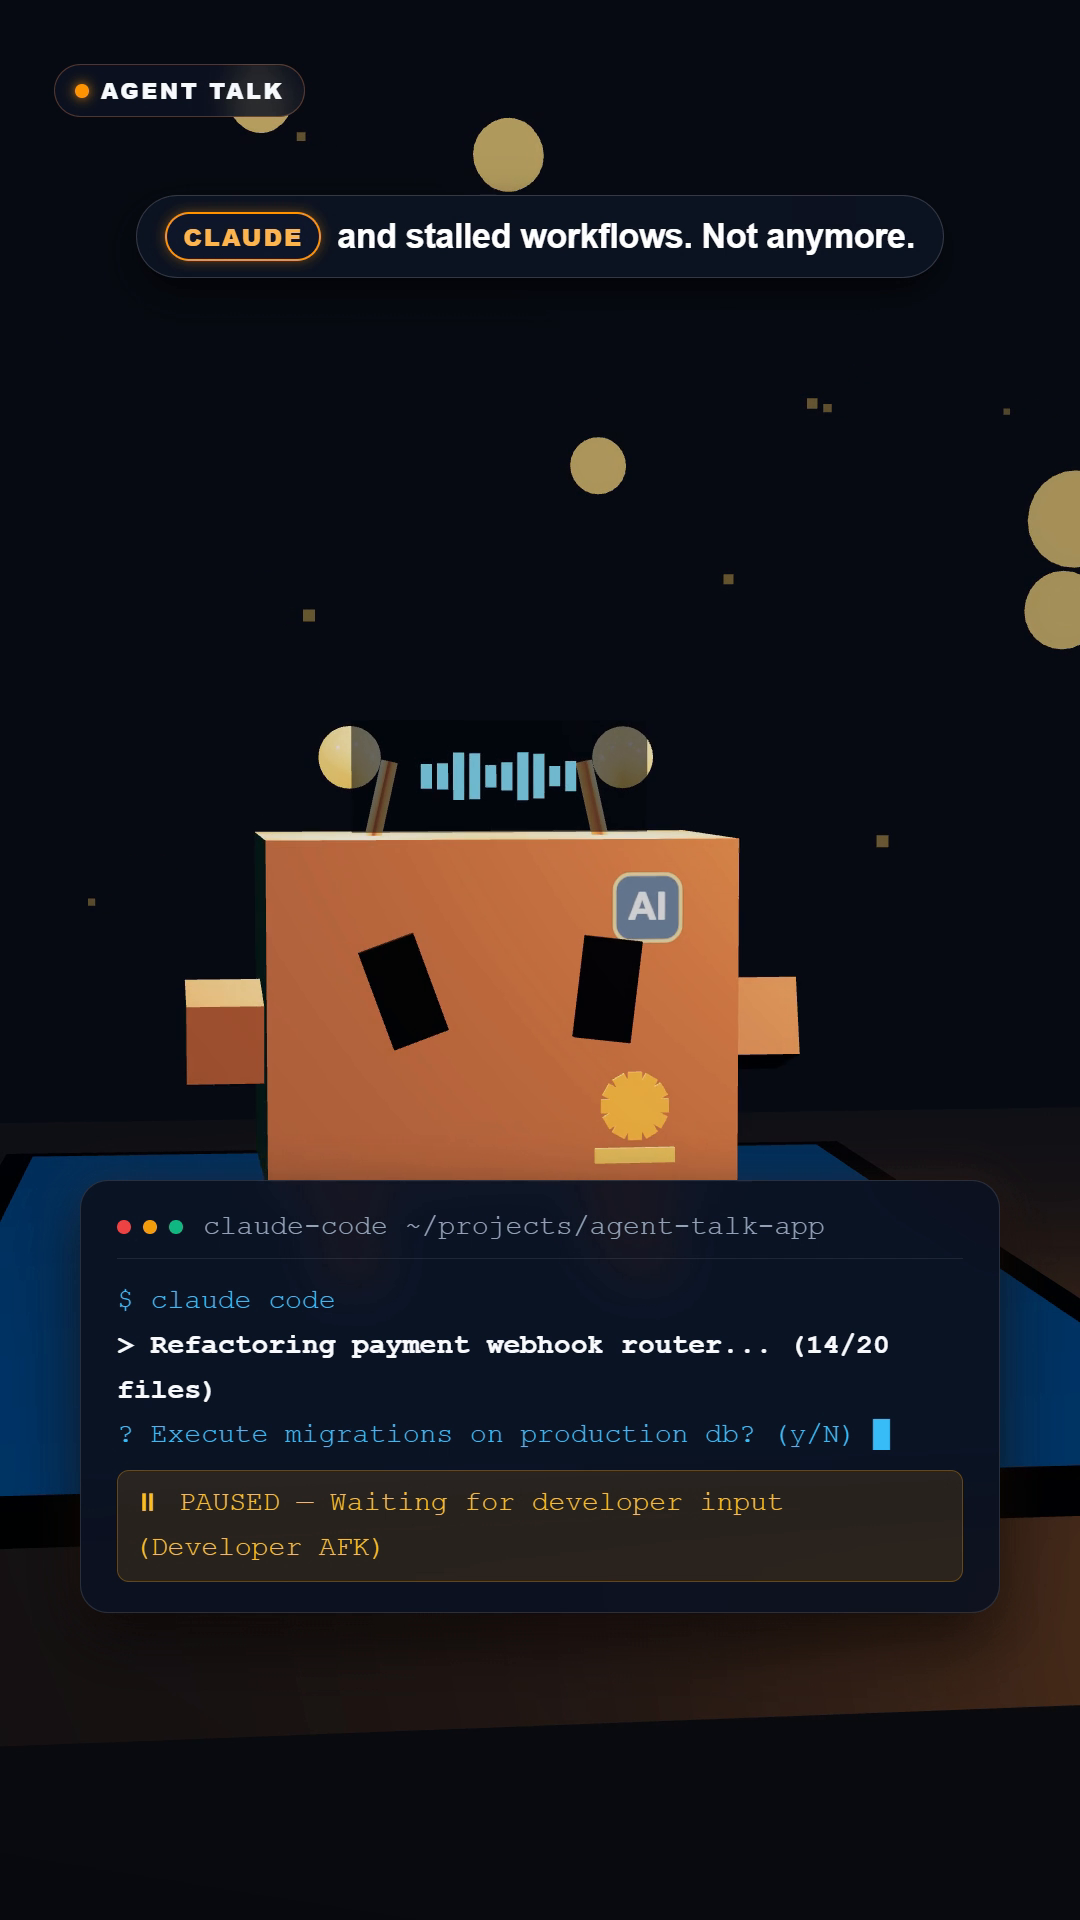 AGENT TALK
CLAUDE and stalled workflows. Not anymore.
AI
claude-code ~/projects/agent-talk-app
$ claude code
> Refactoring payment webhook router... (14/20
files)
? Execute migrations on production db? (y/N)
⏸ PAUSED — Waiting for developer input
(Developer AFK)